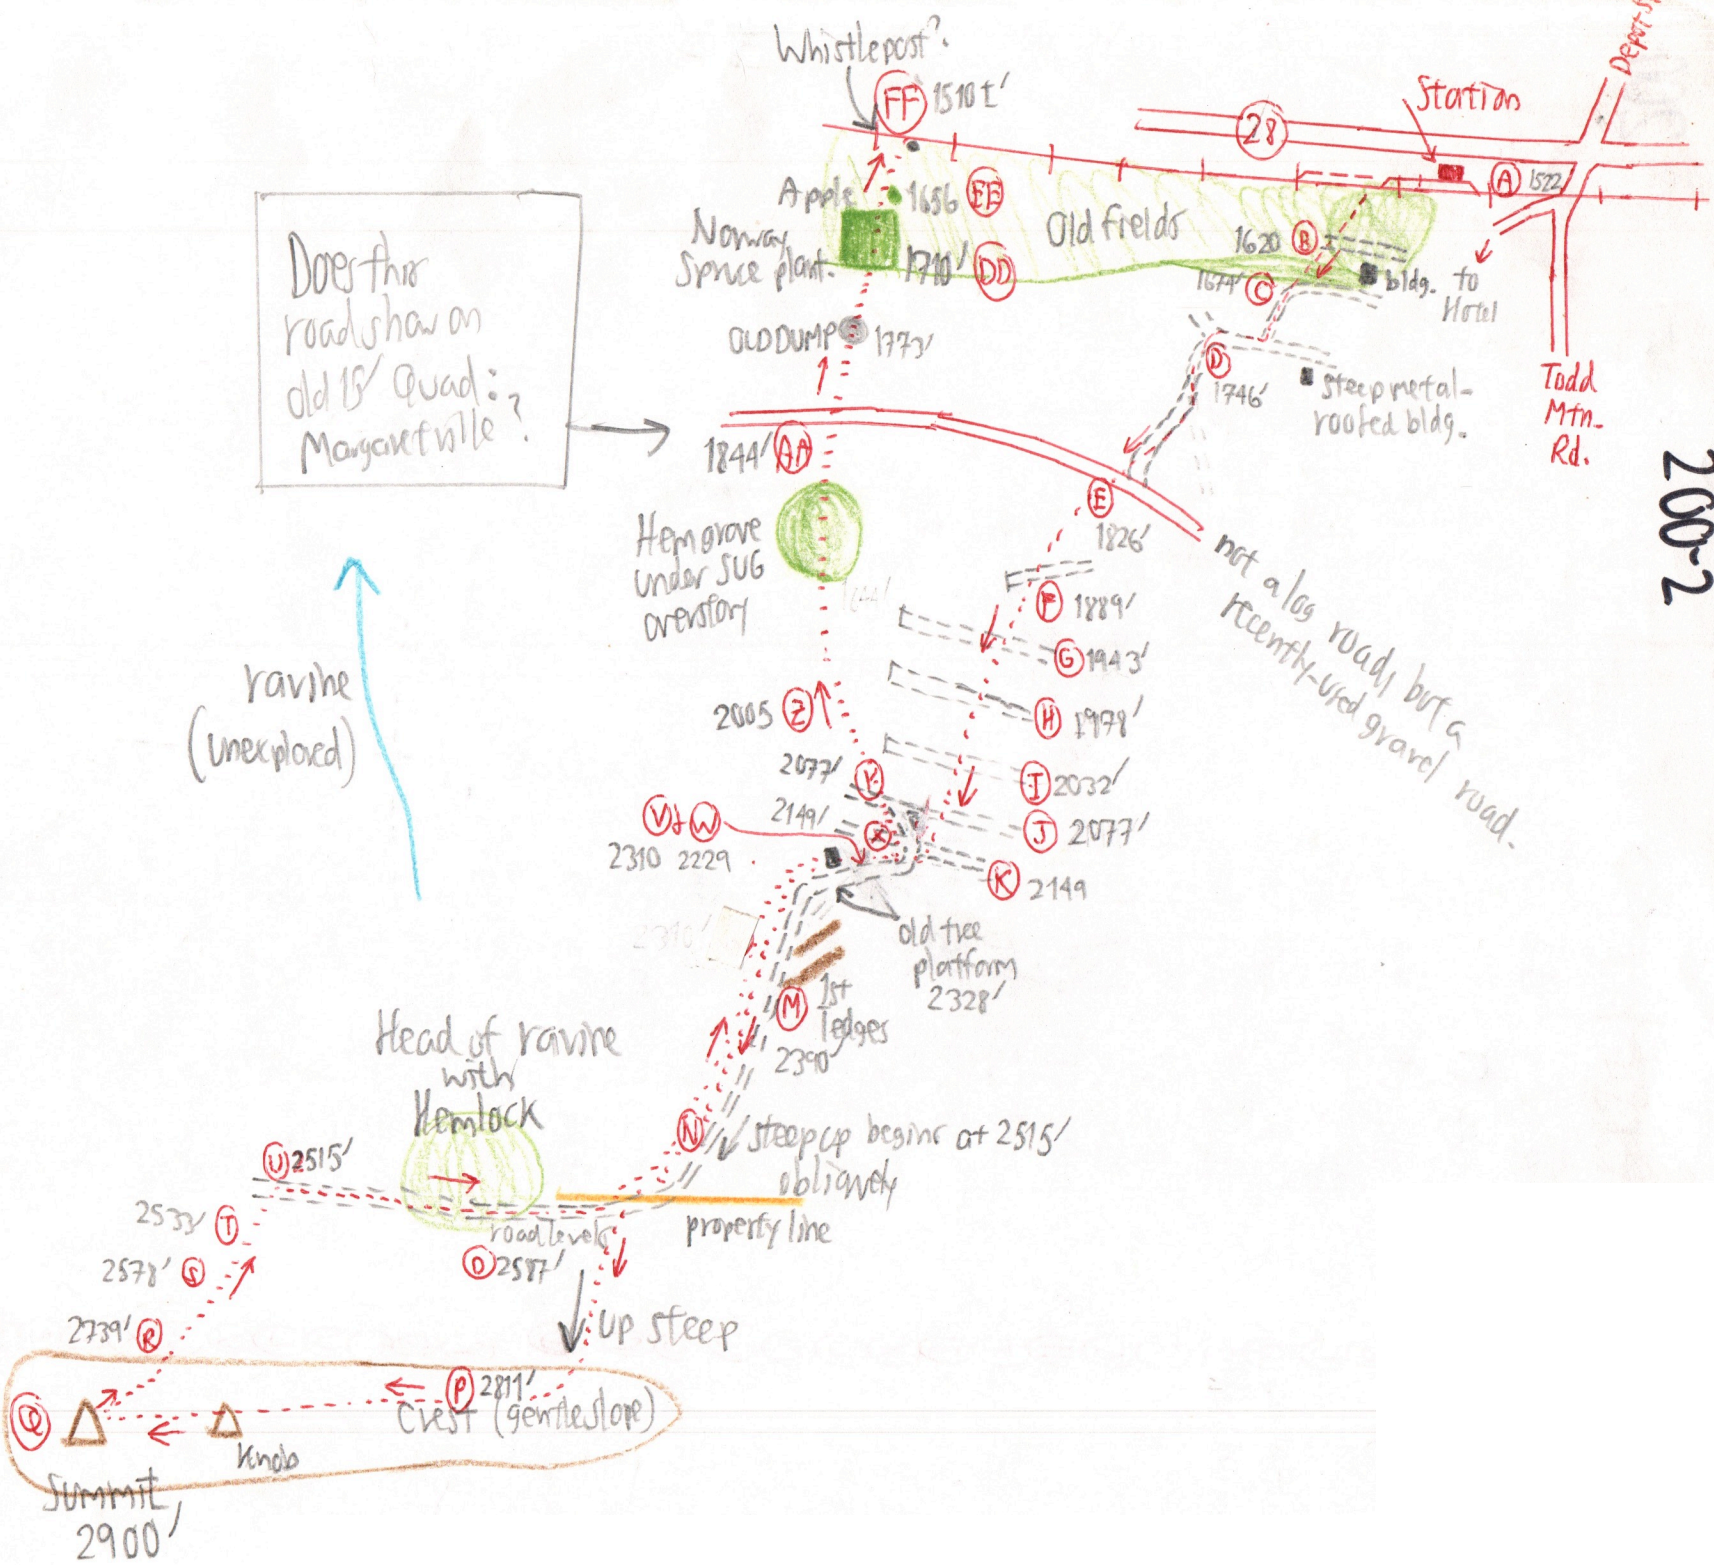 Whistlepost?
FF 1510±'
28
Station
A 1522
Apple
1656 EE
Norway
Spruce plant.
1710' DD
Old Fields
1620 B
1674' C
bldg.
to
Hotel
OLD DUMP 1773'
D
1746'
steep metal-
roofed bldg.
Todd
Mtn.
Rd.
Does this
road show on
old 15' Quad:
Margaretville?
1844' AA
E
1826'
not a log road, but a
recently-used gravel road.
200-2
Hem grove
under SUG
overstory
F 1889'
G 1943'
H 1978'
I 2032'
J 2077'
K 2149
ravine
(unexplored)
2005 Z
2077' Y
2149' X
V & W
2310 2229
old tree
platform
2328'
M 1st
ledges
2390'
Head of ravine
with
Hemlock
N
steep up begins at 2515'
obliquely
property line
U 2515'
road levels
O 2587'
2533' T
2578' S
2739' R
up steep
P 2811'
Crest (gentle slope)
Q
Knob
Summit
2900'